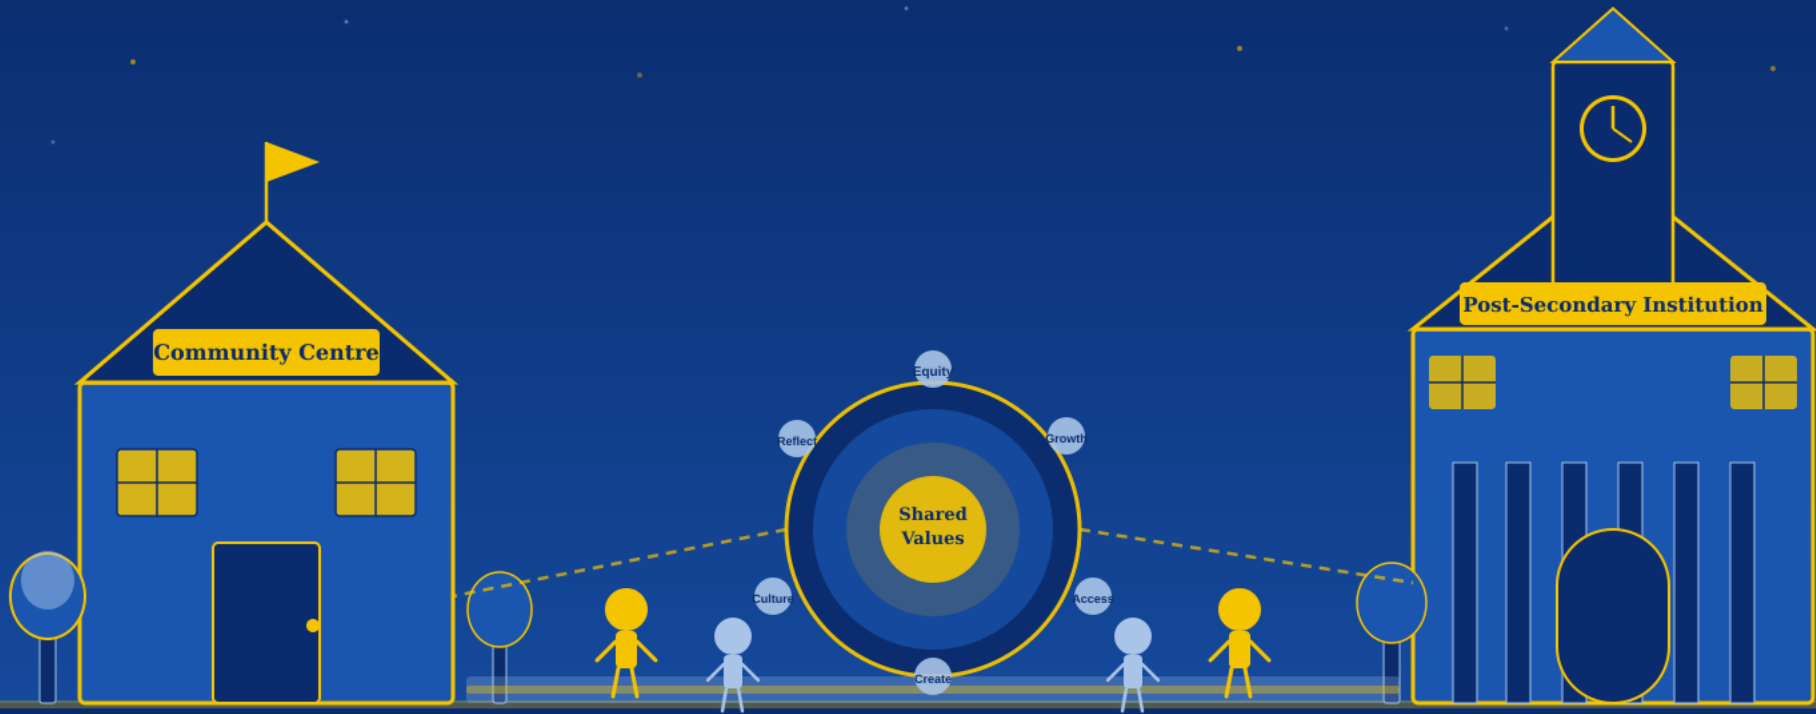 Post-Secondary Institution
Community Centre
Equity
Reflect
Growth
Shared
Values
Culture
Access
Create